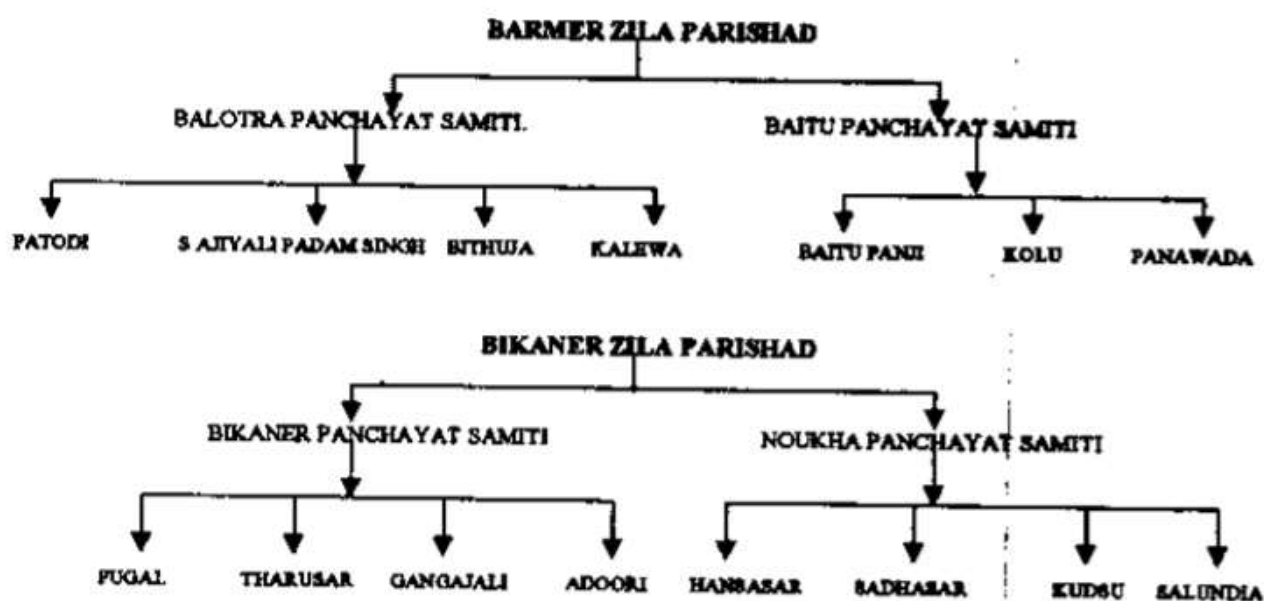 BARMER ZILA PARISHAD
BALOTRA PANCHAYAT SAMITI. BAITU PANCHAYAT SAMITI
PATODI SAJIYALI PADAM SINGH BITHUJA KALEWA BAITU PANJI KOLU PANAWADA
BIKANER ZILA PARISHAD
BIKANER PANCHAYAT SAMITI NOUKHA PANCHAYAT SAMITI
PUGAL THARUSAR GANGAJALI ADOORI HANSASAR SADHASAR KUDSU SALUNDIA